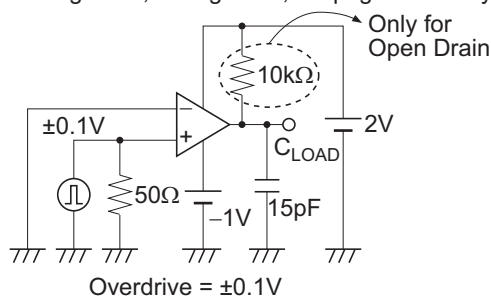 Only for
Open Drain
10kΩ
−
±0.1V
+
2V
C_LOAD
50Ω
−1V
15pF
Overdrive = ±0.1V